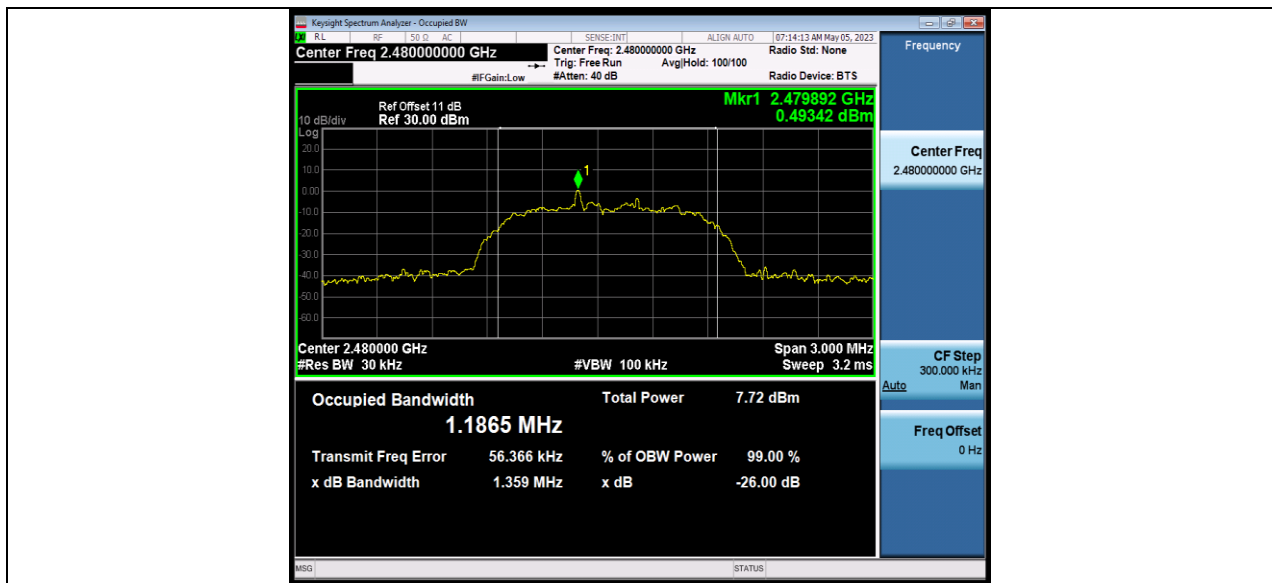 Keysight Spectrum Analyzer - Occupied BW
LXI RL RF 50 Ω AC SENSE:INT ALIGN AUTO 07:14:13 AM May 05, 2023
Center Freq 2.480000000 GHz
Center Freq: 2.480000000 GHz Radio Std: None
Trig: Free Run Avg|Hold: 100/100
#IFGain:Low #Atten: 40 dB Radio Device: BTS
Frequency
Mkr1 2.479892 GHz
Ref Offset 11 dB
10 dB/div Ref 30.00 dBm 0.49342 dBm
Log
20.0
10.0
1
0.00
-10.0
-20.0
-30.0
-40.0
-50.0
-60.0
Center 2.480000 GHz Span 3.000 MHz
#Res BW 30 kHz #VBW 100 kHz Sweep 3.2 ms
Occupied Bandwidth Total Power 7.72 dBm
1.1865 MHz
Transmit Freq Error 56.366 kHz % of OBW Power 99.00 %
x dB Bandwidth 1.359 MHz x dB -26.00 dB
Center Freq
2.480000000 GHz
CF Step
300.000 kHz
Auto Man
Freq Offset
0 Hz
MSG STATUS